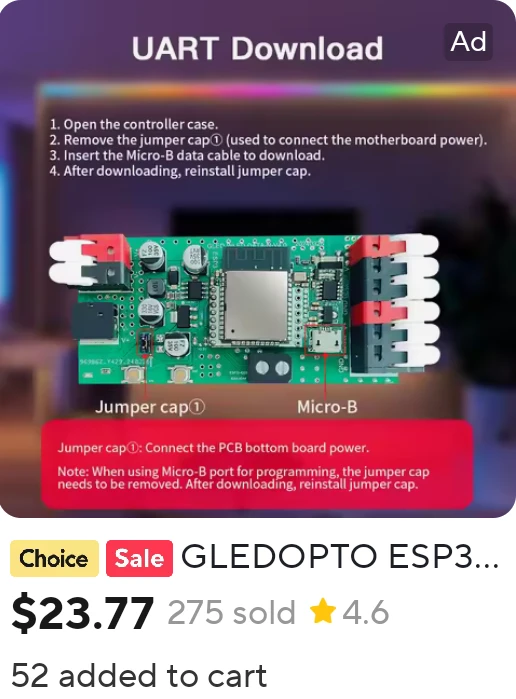 UART Download
Ad
1. Open the controller case.
2. Remove the jumper cap① (used to connect the motherboard power).
3. Insert the Micro-B data cable to download.
4. After downloading, reinstall jumper cap.
Jumper cap①
Micro-B
Jumper cap①: Connect the PCB bottom board power.
Note: When using Micro-B port for programming, the jumper cap
needs to be removed. After downloading, reinstall jumper cap.
Choice Sale GLEDOPTO ESP3...
$23.77 275 sold 4.6
52 added to cart